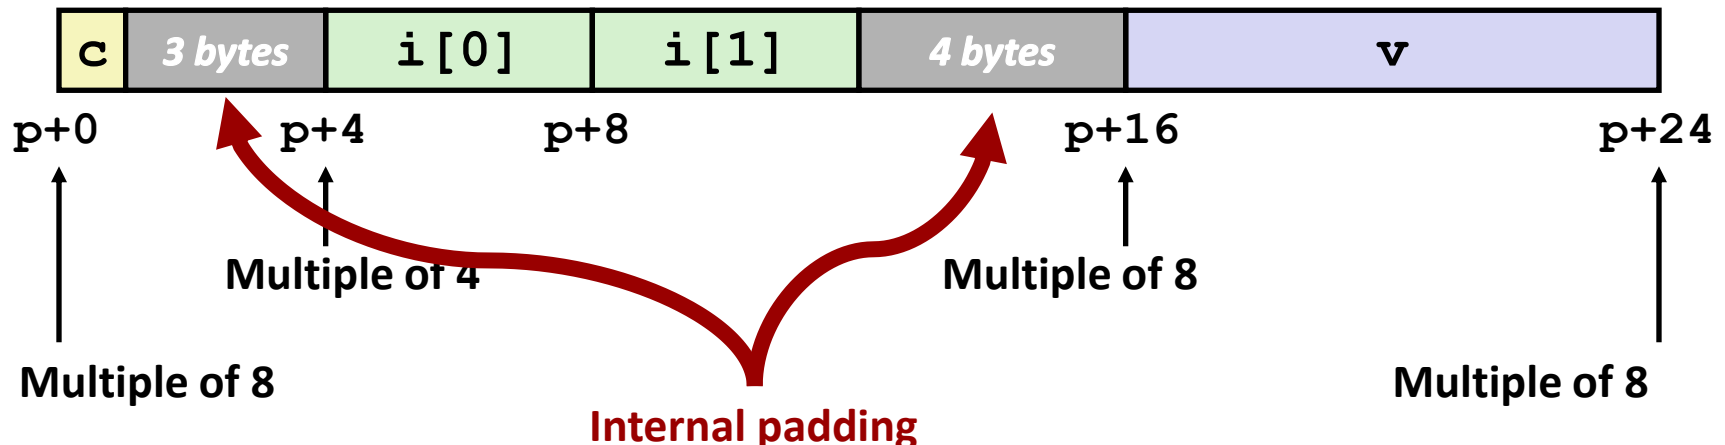 c 3 bytes i[0] i[1] 4 bytes v
p+0 p+4 p+8 p+16 p+24
Multiple of 4 Multiple of 8
Multiple of 8 Multiple of 8
Internal padding